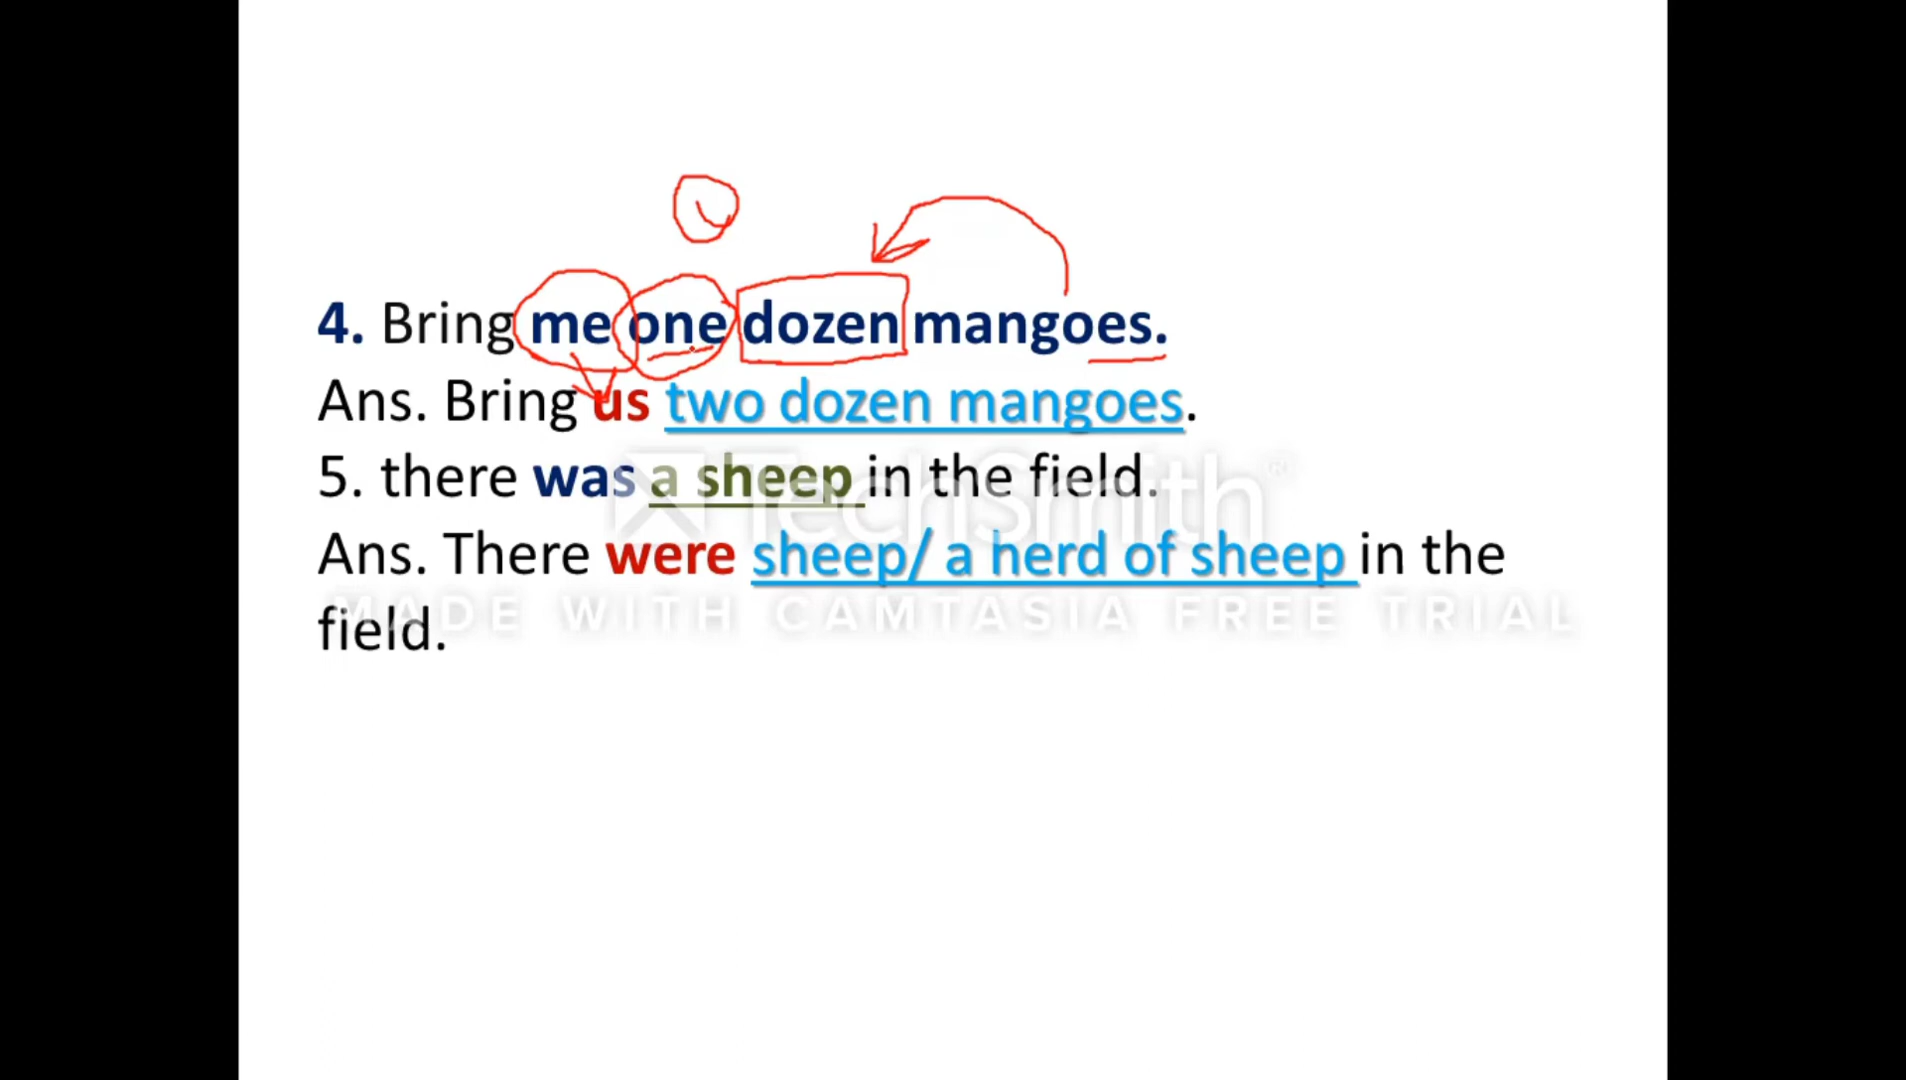 4. Bring me one dozen mangoes.
Ans. Bring us two dozen mangoes.
5. there was a sheep in the field.
Ans. There were sheep/ a herd of sheep in the
field.
TechSmith®
MADE WITH CAMTASIA FREE TRIAL